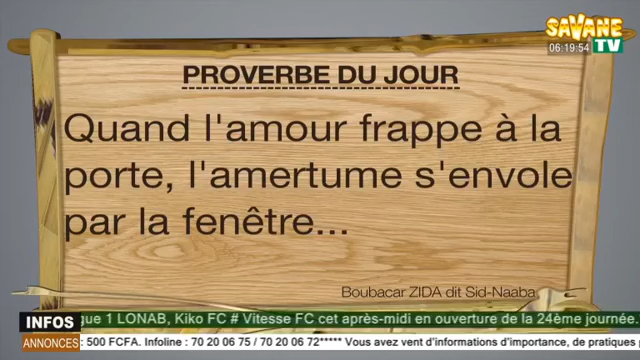 SAVANE
TV
06:19:54
PROVERBE DU JOUR
Quand l'amour frappe à la
porte, l'amertume s'envole
par la fenêtre...
Boubacar ZIDA dit Sid-Naaba
INFOS
1 LONAB, Kiko FC # Vitesse FC cet après-midi en ouverture de la 24ème journée.
ANNONCES
: 500 FCFA. Infoline : 70 20 06 75 / 70 20 06 72***** Vous avez vent d'informations d'importance, de pratiques